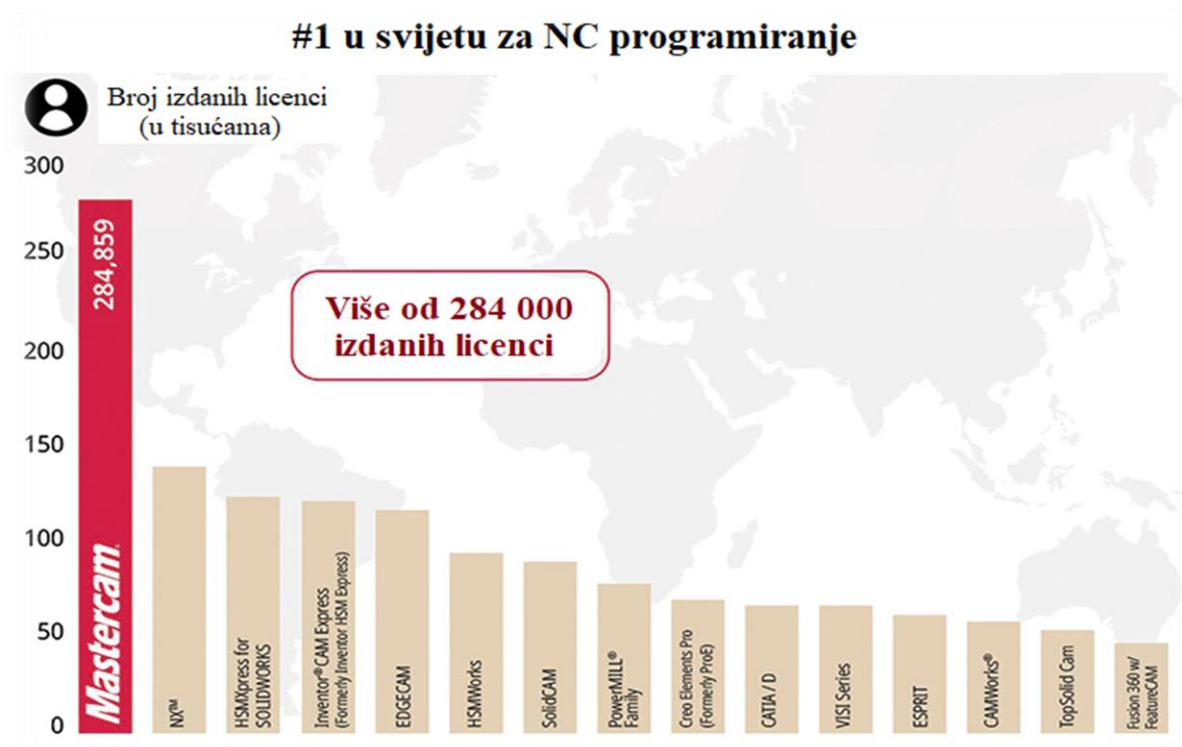 #1 u svijetu za NC programiranje
Broj izdanih licenci
(u tisućama)
300
250
200
150
100
50
0
284,859
Mastercam
Više od 284 000
izdanih licenci
NX™
HSMXpress for
SOLIDWORKS
Inventor® CAM Express
(Formerly Inventor HSM Express)
EDGECAM
HSMWorks
SolidCAM
PowerMILL®
Family
Creo Elements Pro
(Formerly ProE)
CATIA / D
VISI Series
ESPRIT
CAMWorks®
TopSolid Cam
Fusion 360 w/
FeatureCAM